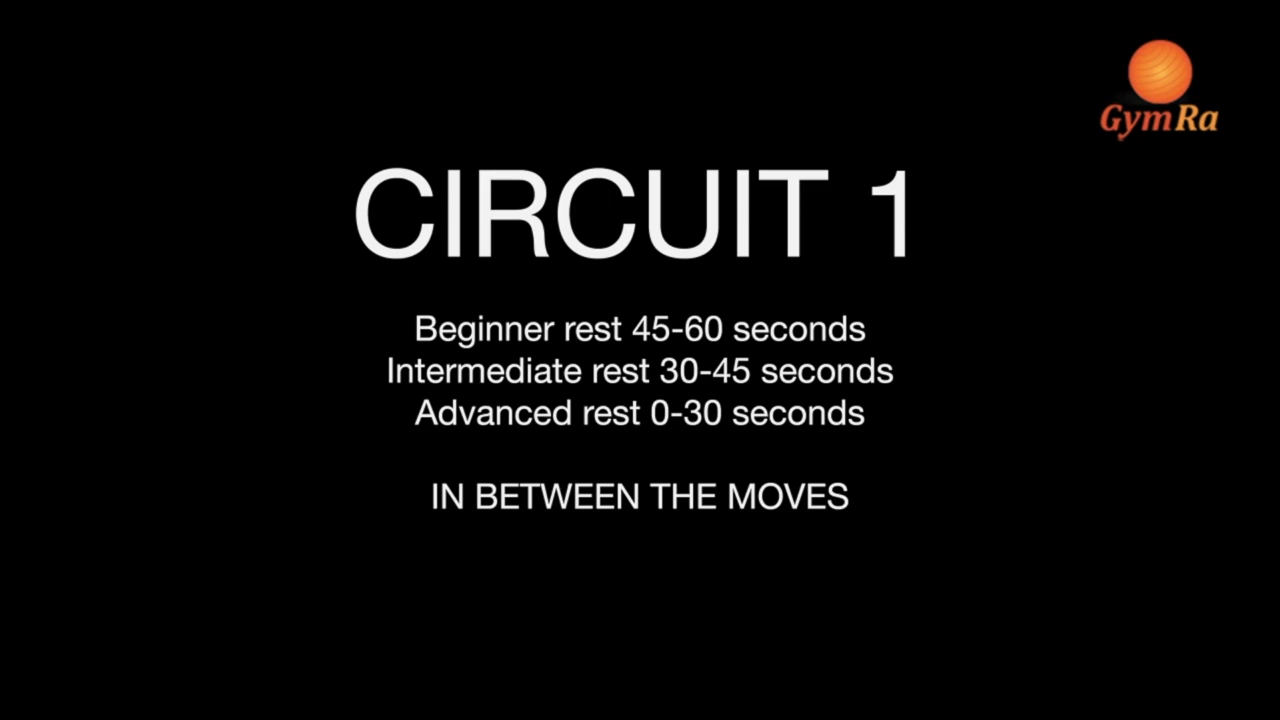 GymRa
CIRCUIT 1
Beginner rest 45-60 seconds
Intermediate rest 30-45 seconds
Advanced rest 0-30 seconds
IN BETWEEN THE MOVES